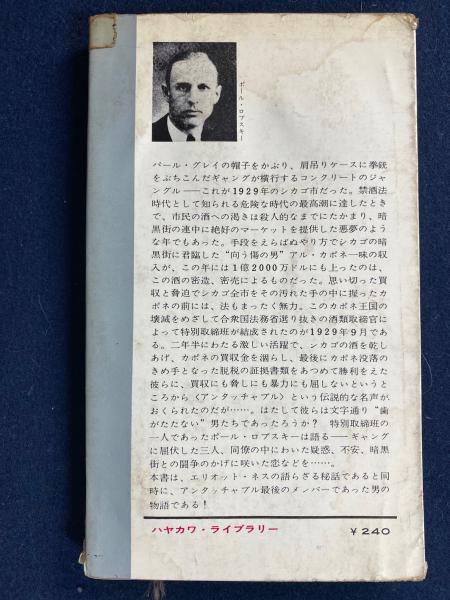 ポール・ロブスキー
パール・グレイの帽子をかぶり、肩吊りケースに拳銃
をぶちこんだギャングが横行するコンクリートのジャ
ングル——これが1929年のシカゴ市だった。禁酒法
時代として知られる危険な時代の最高潮に達したとき
で、市民の酒への渇きは殺人的なまでにたかまり、暗
黒街の連中に絶好のマーケットを提供した悪夢のよう
な年でもあった。手段をえらばぬやり方でシカゴの暗
黒街に君臨した“向う傷の男”アル・カポネ一味の収
入が、この年には1億2000万ドルにも上ったのは、
この酒の密造、密売によるものだった。思い切った買
収と脅迫でシカゴ全市をその汚れた手の中に握ったカ
ポネの前には、法もまったく無力。このカポネ王国の
壊滅をめざして合衆国法務省選り抜きの酒類取締官に
よって特別取締班が結成されたのが1929年9月であ
る。二年半にわたる激しい活躍で、シカゴの酒を乾し
あげ、カポネの買収金を涸らし、最後にカポネ没落の
きめ手となった脱税の証拠書類をあつめて勝利をえた
彼らに、買収にも脅しにも暴力にも屈しないというと
ころから〈アンタッチャブル〉という伝説的な名声が
おくられたのだが……。はたして彼らは文字通り“歯
がたたない”男たちであったろうか？ 特別取締班の
一人であったポール・ロブスキーは語る——ギャング
に屈伏した三人、同僚の中にわいた疑惑、不安、暗黒
街との闘争のかげに咲いた恋などを……。
本書は、エリオット・ネスの語らざる秘話であると同
時に、アンタッチャブル最後のメンバーであった男の
物語である！
ハヤカワ・ライブラリー
￥240